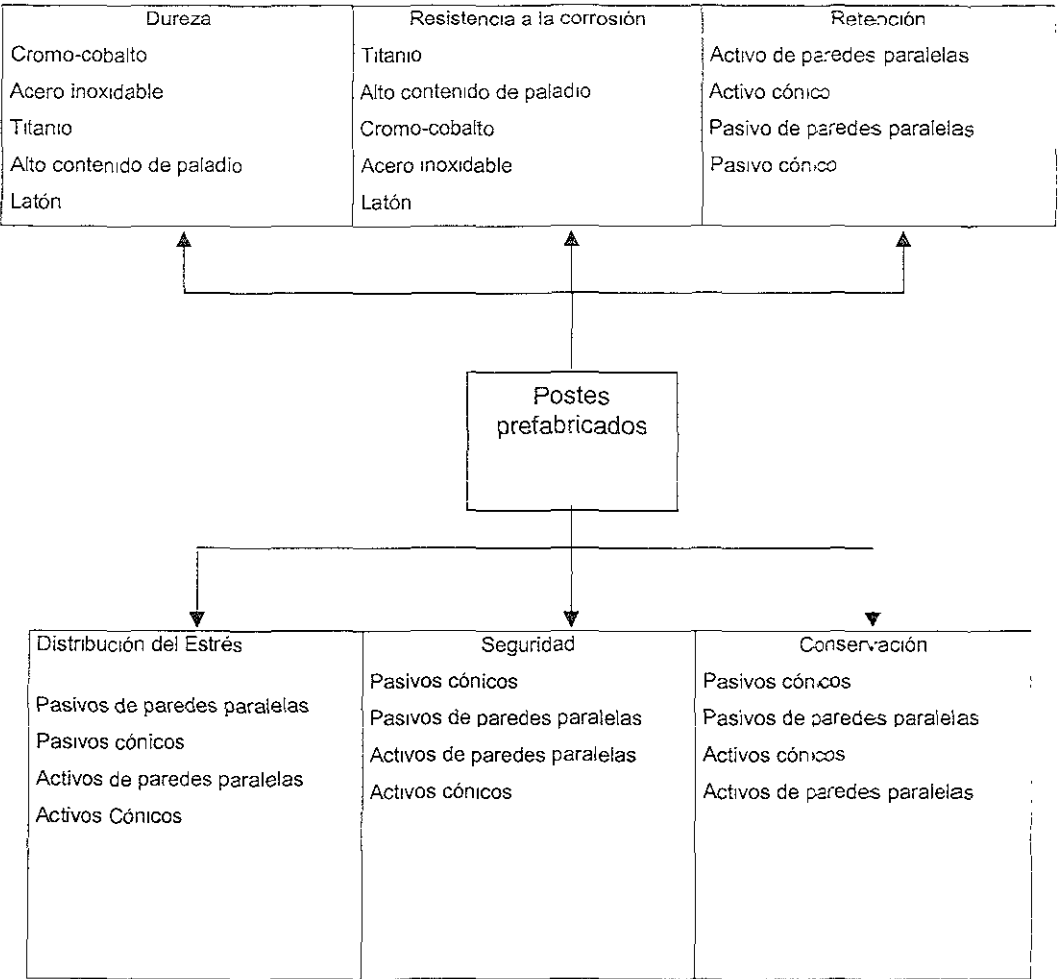 Dureza
Cromo-cobalto
Acero inoxidable
Titanio
Alto contenido de paladio
Latón
Resistencia a la corrosión
Titanio
Alto contenido de paladio
Cromo-cobalto
Acero inoxidable
Latón
Retención
Activo de paredes paralelas
Activo cónico
Pasivo de paredes paralelas
Pasivo cónico
Postes
prefabricados
Distribución del Estrés
Pasivos de paredes paralelas
Pasivos cónicos
Activos de paredes paralelas
Activos Cónicos
Seguridad
Pasivos cónicos
Pasivos de paredes paralelas
Activos de paredes paralelas
Activos cónicos
Conservación
Pasivos cónicos
Pasivos de paredes paralelas
Activos cónicos
Activos de paredes paralelas